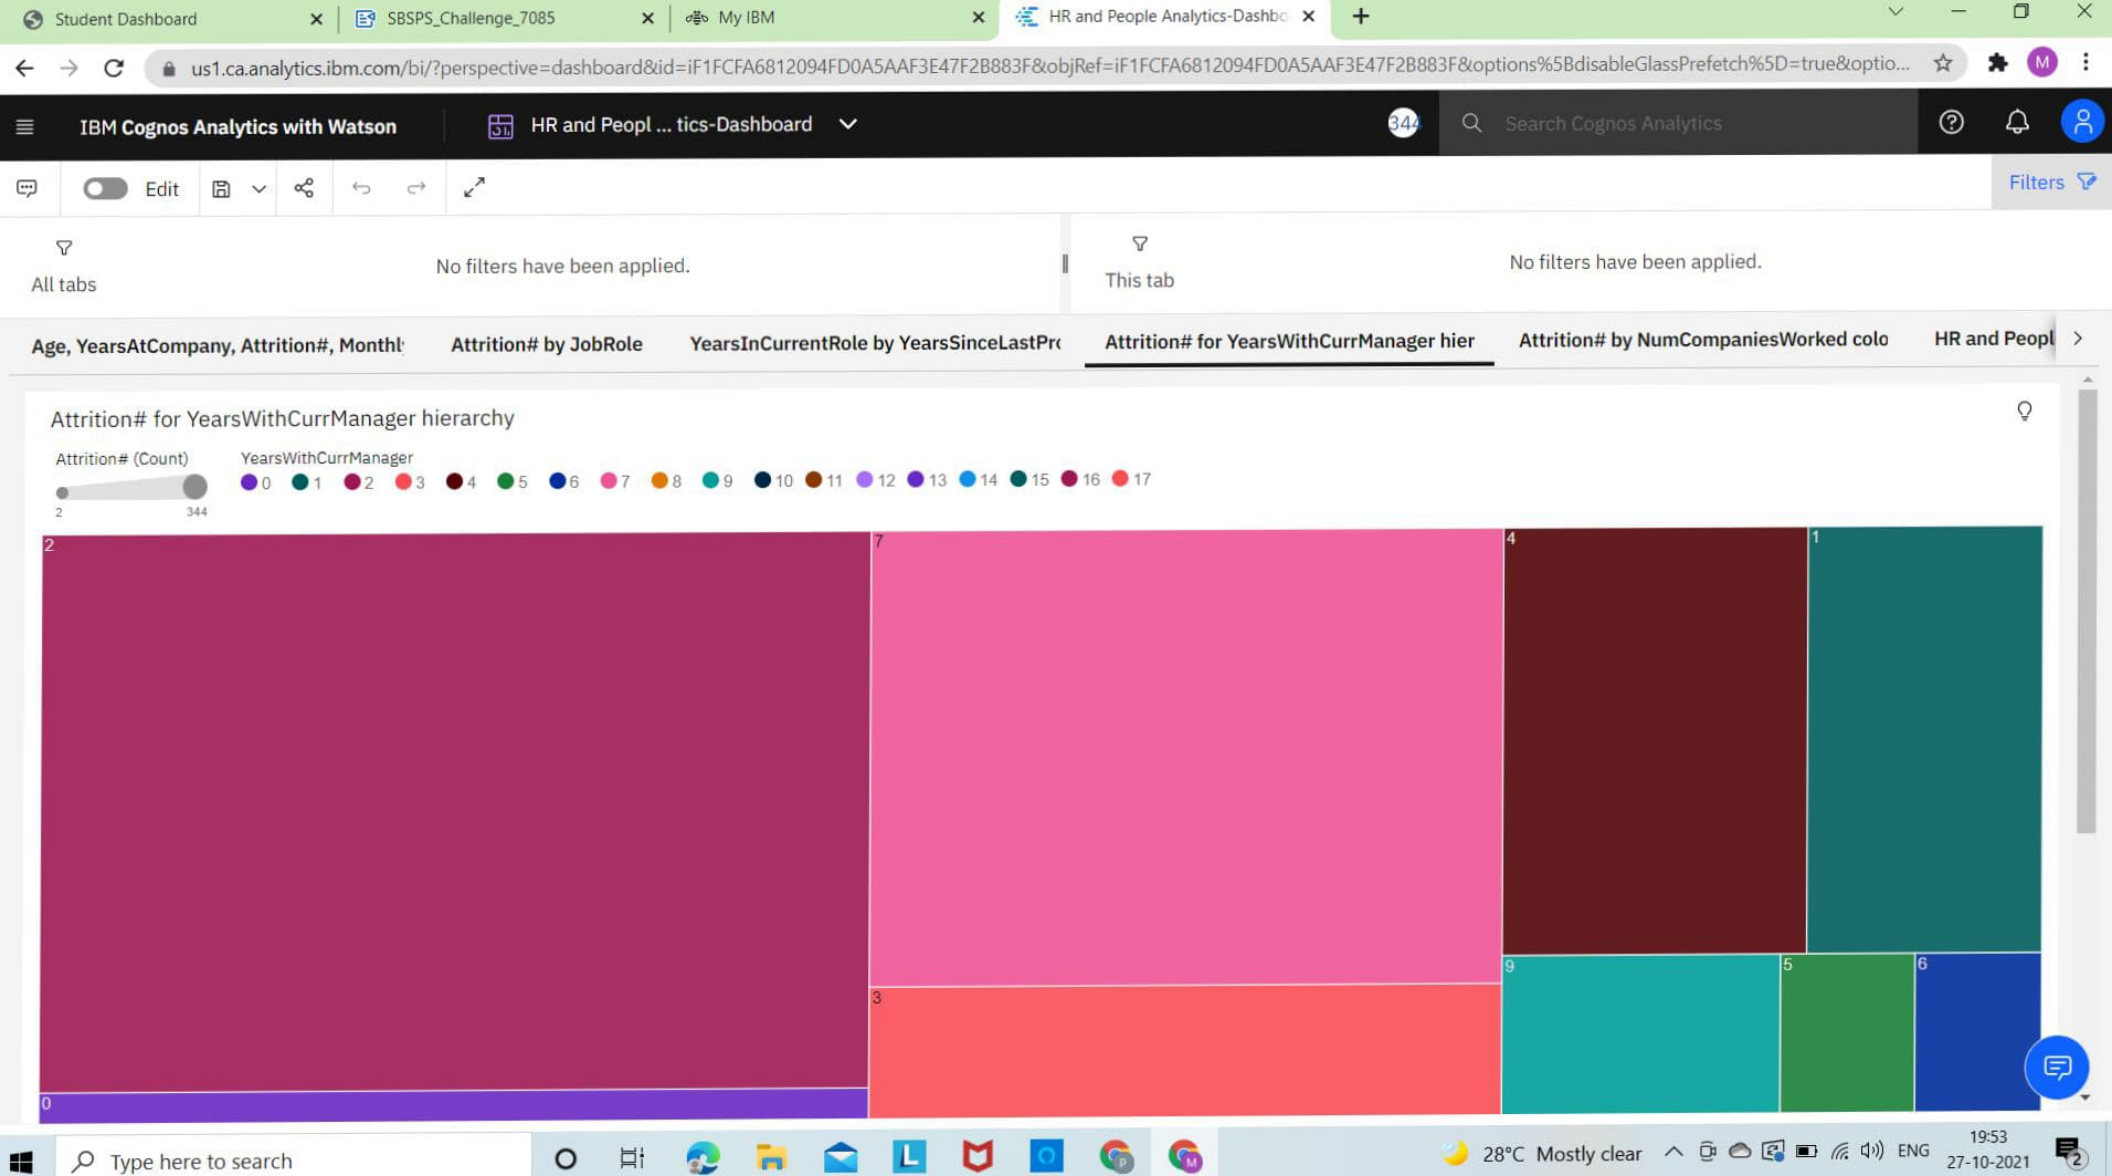 Student Dashboard
SBSPS_Challenge_7085
My IBM
HR and People Analytics-Dashbo
us1.ca.analytics.ibm.com/bi/?perspective=dashboard&id=iF1FCFA6812094FD0A5AAF3E47F2B883F&objRef=iF1FCFA6812094FD0A5AAF3E47F2B883F&options%5BdisableGlassPrefetch%5D=true&optio...
M
IBM Cognos Analytics with Watson
HR and Peopl ... tics-Dashboard
344
Search Cognos Analytics
Edit
Filters
All tabs
No filters have been applied.
This tab
No filters have been applied.
Age, YearsAtCompany, Attrition#, Monthl
Attrition# by JobRole
YearsInCurrentRole by YearsSinceLastPr
Attrition# for YearsWithCurrManager hier
Attrition# by NumCompaniesWorked colo
HR and Peopl
Attrition# for YearsWithCurrManager hierarchy
Attrition# (Count)
2 344
YearsWithCurrManager
0 1 2 3 4 5 6 7 8 9 10 11 12 13 14 15 16 17
2
7
4
1
3
9
5
6
0
Type here to search
L
P
M
28°C Mostly clear
ENG
19:53
27-10-2021
2